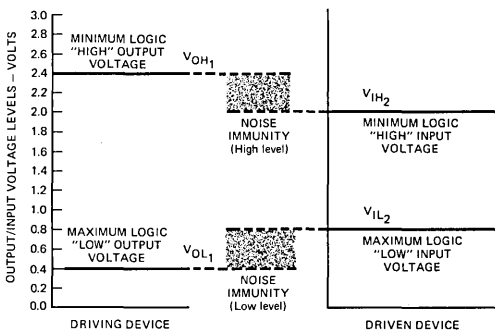 OUTPUT/INPUT VOLTAGE LEVELS – VOLTS
3.0
2.8
2.6
2.4
2.2
2.0
1.8
1.6
1.4
1.2
1.0
0.8
0.6
0.4
0.2
0.0
MINIMUM LOGIC
"HIGH" OUTPUT
VOLTAGE
VOH1
NOISE
IMMUNITY
(High level)
VIH2
MINIMUM LOGIC
"HIGH" INPUT
VOLTAGE
MAXIMUM LOGIC
"LOW" OUTPUT
VOLTAGE
VOL1
NOISE
IMMUNITY
(Low level)
VIL2
MAXIMUM LOGIC
"LOW" INPUT
VOLTAGE
DRIVING DEVICE
DRIVEN DEVICE